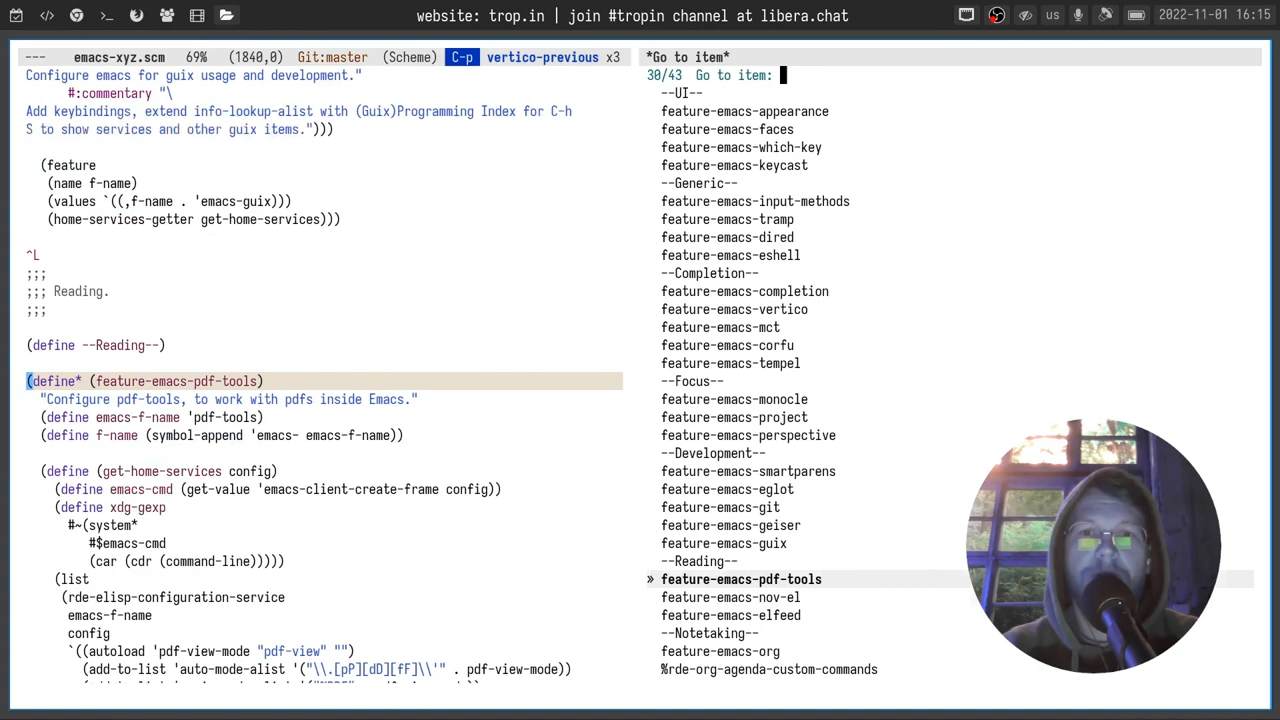 website: trop.in | join #tropin channel at libera.chat
us
2022-11-01 16:15
--- emacs-xyz.scm 69% (1840,0) Git:master (Scheme) C-p vertico-previous x3
Configure emacs for guix usage and development."
#:commentary "\
Add keybindings, extend info-lookup-alist with (Guix)Programming Index for C-h
S to show services and other guix items.")))
(feature
(name f-name)
(values `((,f-name . 'emacs-guix)))
(home-services-getter get-home-services)))
^L
;;;
;;; Reading.
;;;
(define --Reading--)
(define* (feature-emacs-pdf-tools)
"Configure pdf-tools, to work with pdfs inside Emacs."
(define emacs-f-name 'pdf-tools)
(define f-name (symbol-append 'emacs- emacs-f-name))
(define (get-home-services config)
(define emacs-cmd (get-value 'emacs-client-create-frame config))
(define xdg-gexp
#~(system*
#$emacs-cmd
(car (cdr (command-line)))))
(list
(rde-elisp-configuration-service
emacs-f-name
config
`((autoload 'pdf-view-mode "pdf-view" "")
(add-to-list 'auto-mode-alist '("\\.[pP][dD][fF]\\'" . pdf-view-mode))
*Go to item*
30/43 Go to item:
--UI--
feature-emacs-appearance
feature-emacs-faces
feature-emacs-which-key
feature-emacs-keycast
--Generic--
feature-emacs-input-methods
feature-emacs-tramp
feature-emacs-dired
feature-emacs-eshell
--Completion--
feature-emacs-completion
feature-emacs-vertico
feature-emacs-mct
feature-emacs-corfu
feature-emacs-tempel
--Focus--
feature-emacs-monocle
feature-emacs-project
feature-emacs-perspective
--Development--
feature-emacs-smartparens
feature-emacs-eglot
feature-emacs-git
feature-emacs-geiser
feature-emacs-guix
--Reading--
» feature-emacs-pdf-tools
feature-emacs-nov-el
feature-emacs-elfeed
--Notetaking--
feature-emacs-org
%rde-org-agenda-custom-commands